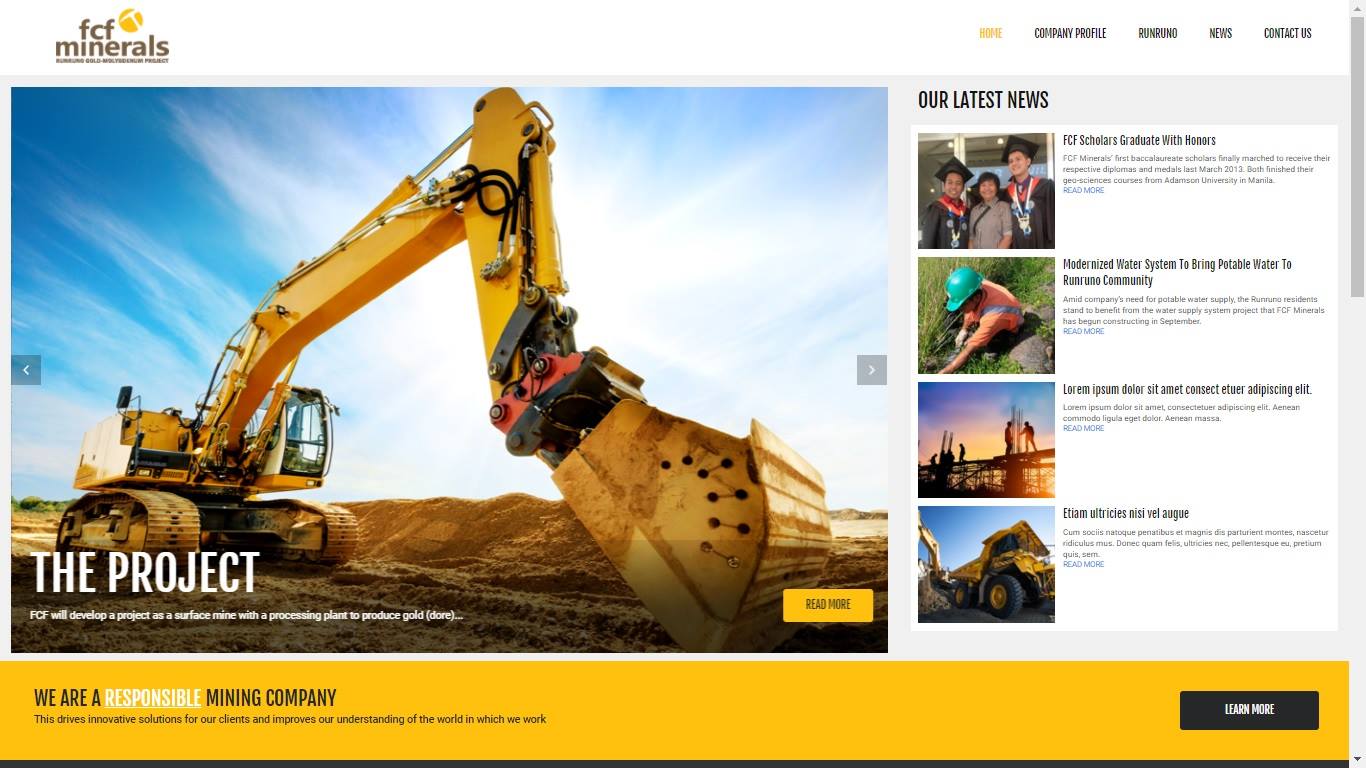 fcf
minerals
RUNRUNO GOLD-MOLYBDENUM PROJECT
HOME
COMPANY PROFILE
RUNRUNO
NEWS
CONTACT US
THE PROJECT
FCF will develop a project as a surface mine with a processing plant to produce gold (dore)...
READ MORE
OUR LATEST NEWS
FCF Scholars Graduate With Honors
FCF Minerals' first baccalaureate scholars finally marched to receive their
respective diplomas and medals last March 2013. Both finished their
geo-sciences courses from Adamson University in Manila.
READ MORE
Modernized Water System To Bring Potable Water To
Runruno Community
Amid company's need for potable water supply, the Runruno residents
stand to benefit from the water supply system project that FCF Minerals
has begun constructing in September.
READ MORE
Lorem ipsum dolor sit amet consect etuer adipiscing elit.
Lorem ipsum dolor sit amet, consectetuer adipiscing elit. Aenean
commodo ligula eget dolor. Aenean massa.
READ MORE
Etiam ultricies nisi vel augue
Cum sociis natoque penatibus et magnis dis parturient montes, nascetur
ridiculus mus. Donec quam felis, ultricies nec, pellentesque eu, pretium
quis, sem.
READ MORE
WE ARE A RESPONSIBLE MINING COMPANY
This drives innovative solutions for our clients and improves our understanding of the world in which we work
LEARN MORE